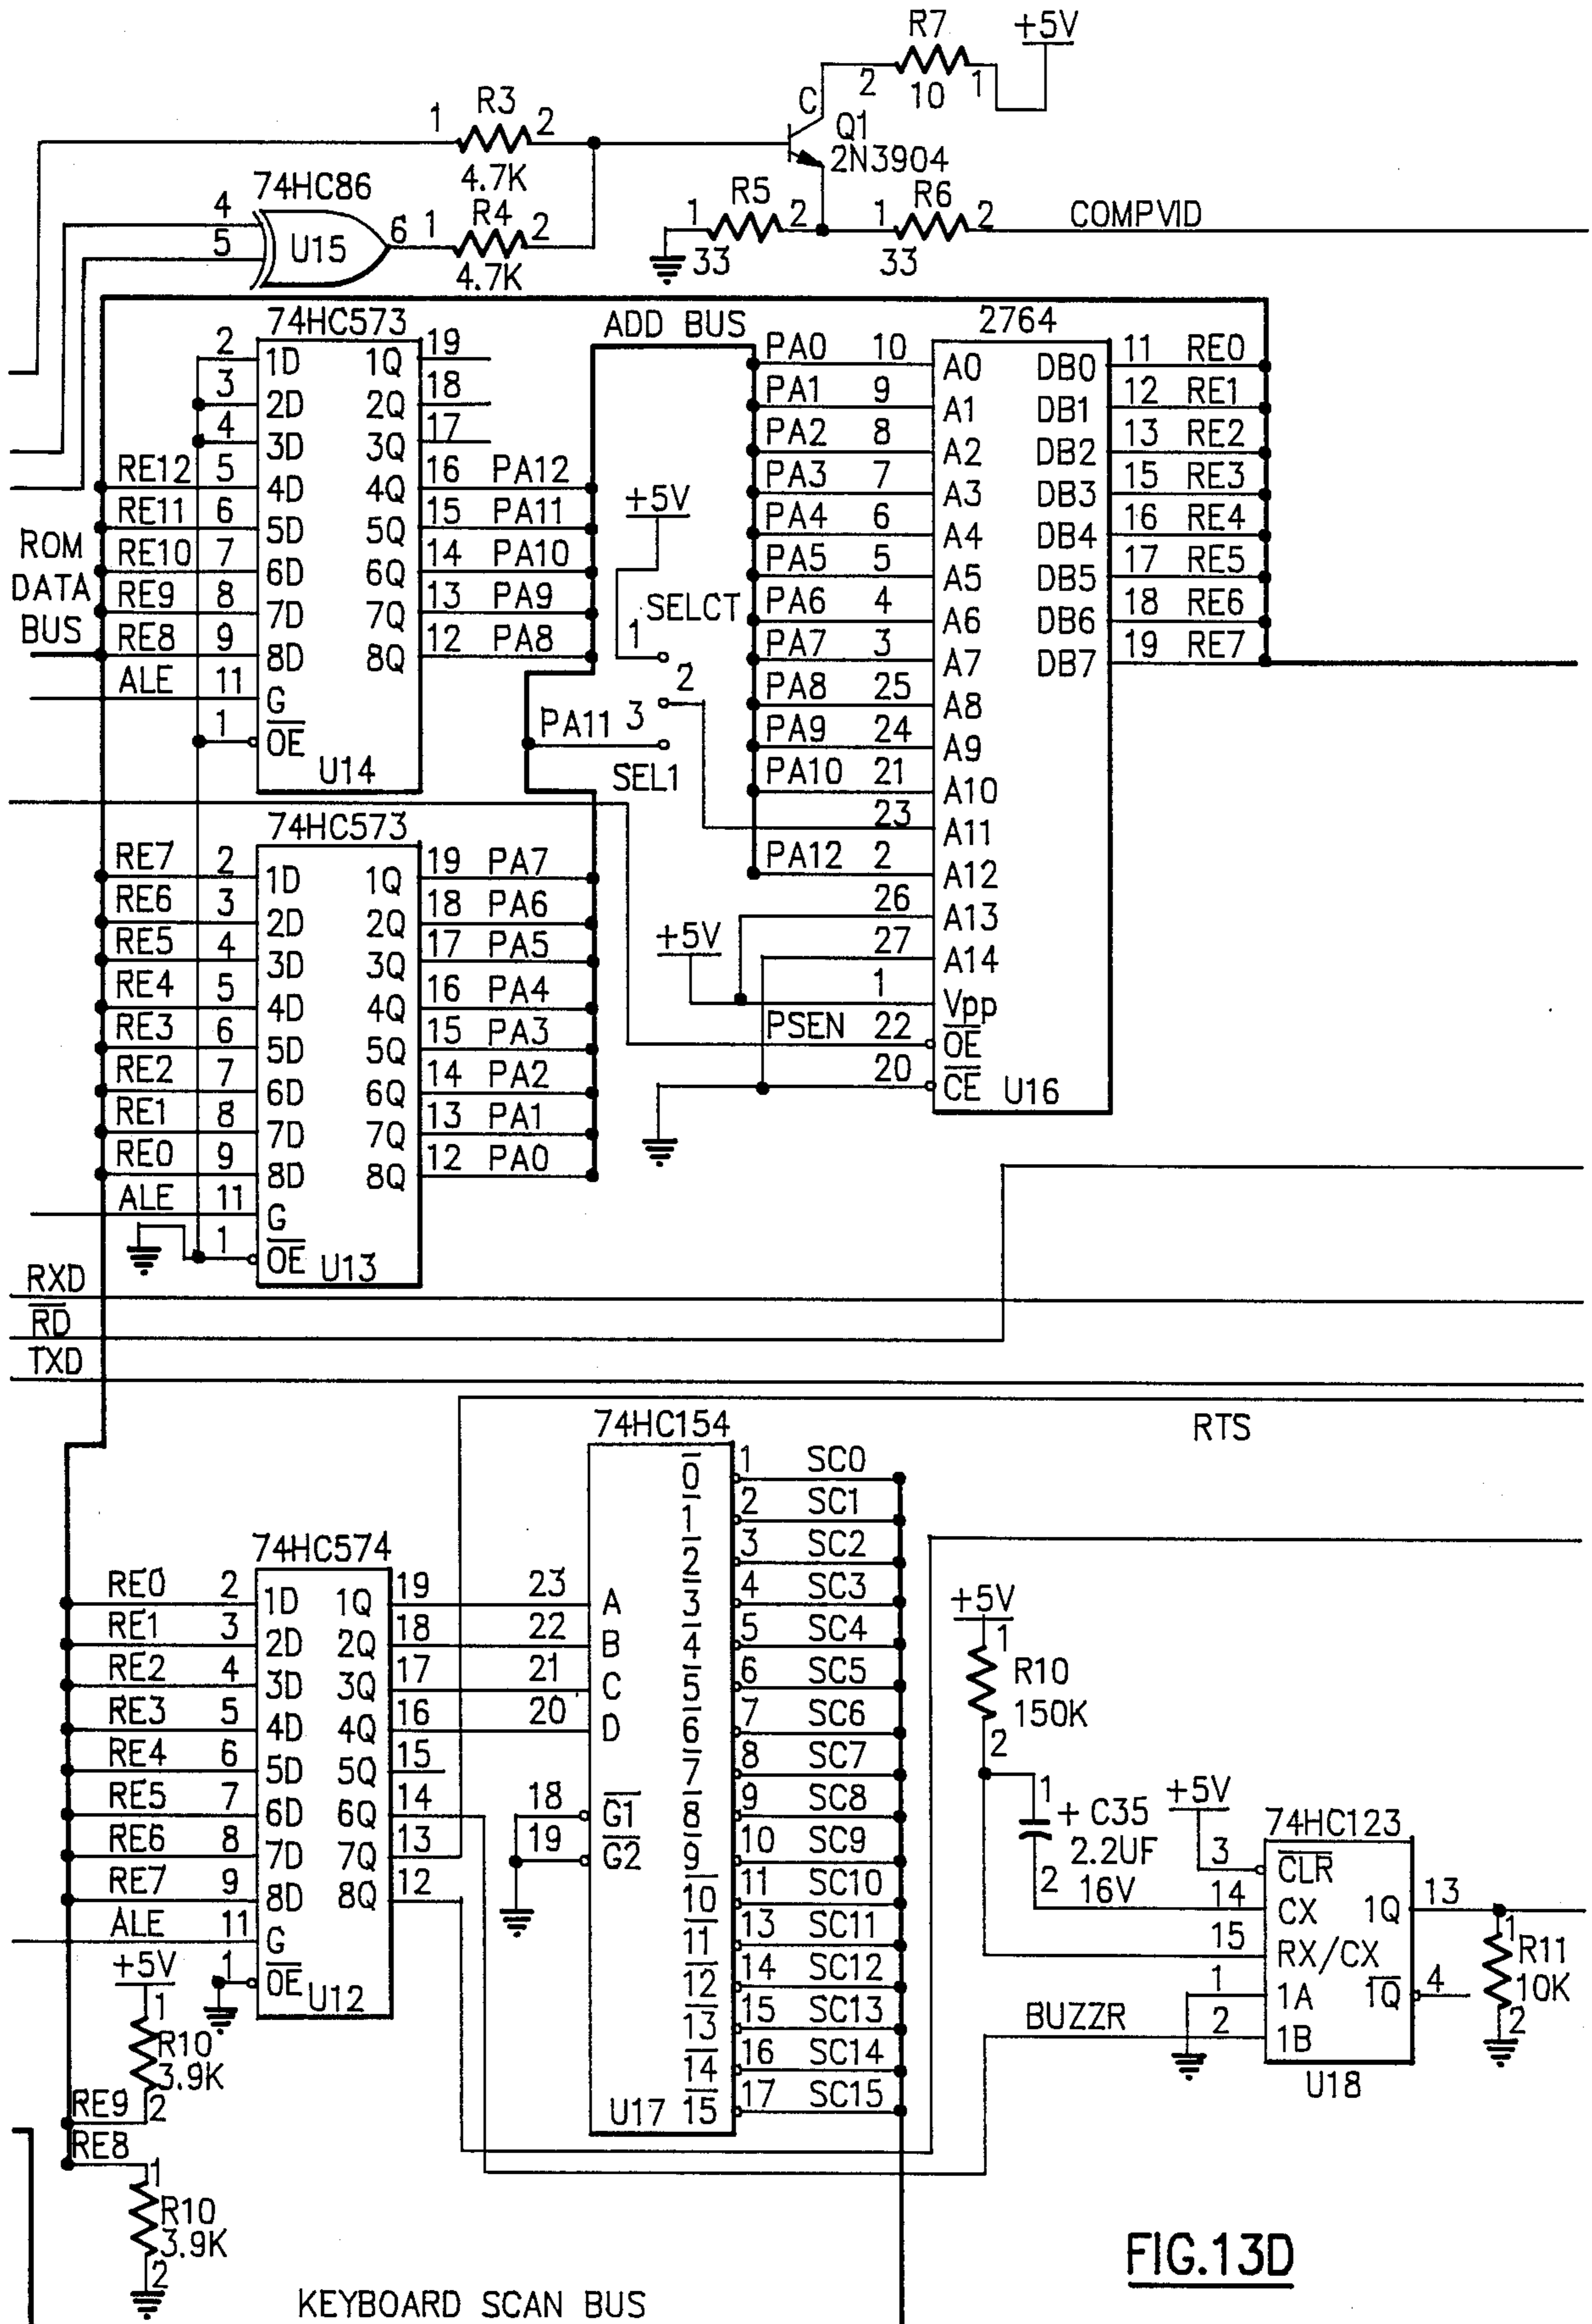 R7
+5V
2
10
1
C
Q1
2N3904
1
R3
2
4.7K
74HC86
4
5
U15
6
1
R4
2
4.7K
R5
1
2
33
R6
1
2
33
COMPVID
74HC573
ADD BUS
2764
2 1D 1Q 19
3 2D 2Q 18
4 3D 3Q 17
RE12 5 4D 4Q 16 PA12
RE11 6 5D 5Q 15 PA11
RE10 7 6D 6Q 14 PA10
RE9 8 7D 7Q 13 PA9
RE8 9 8D 8Q 12 PA8
ALE 11 G
1 OE
U14
ROM
DATA
BUS
+5V
SELCT
1
2
PA11 3
SEL1
PA0 10 A0 DB0 11 RE0
PA1 9 A1 DB1 12 RE1
PA2 8 A2 DB2 13 RE2
PA3 7 A3 DB3 15 RE3
PA4 6 A4 DB4 16 RE4
PA5 5 A5 DB5 17 RE5
PA6 4 A6 DB6 18 RE6
PA7 3 A7 DB7 19 RE7
PA8 25 A8
PA9 24 A9
PA10 21 A10
23 A11
PA12 2 A12
26 A13
27 A14
+5V
1 Vpp
PSEN 22 OE
20 CE
U16
74HC573
RE7 2 1D 1Q 19 PA7
RE6 3 2D 2Q 18 PA6
RE5 4 3D 3Q 17 PA5
RE4 5 4D 4Q 16 PA4
RE3 6 5D 5Q 15 PA3
RE2 7 6D 6Q 14 PA2
RE1 8 7D 7Q 13 PA1
RE0 9 8D 8Q 12 PA0
ALE 11 G
1 OE
U13
RXD
RD
TXD
RTS
74HC574
RE0 2 1D 1Q 19
RE1 3 2D 2Q 18
RE2 4 3D 3Q 17
RE3 5 4D 4Q 16
RE4 6 5D 5Q 15
RE5 7 6D 6Q 14
RE6 8 7D 7Q 13
RE7 9 8D 8Q 12
ALE 11 G
1 OE
U12
74HC154
23 A
22 B
21 C
20 D
18 G1
19 G2
0 1 SC0
1 2 SC1
2 3 SC2
3 4 SC3
4 5 SC4
5 6 SC5
6 7 SC6
7 8 SC7
8 9 SC8
9 10 SC9
10 11 SC10
11 13 SC11
12 14 SC12
13 15 SC13
14 16 SC14
15 17 SC15
U17
+5V
1
R10
150K
2
1
+ C35
2.2UF
2 16V
+5V
74HC123
3 CLR
14 CX 1Q 13
15 RX/CX
1 1A 1Q 4
BUZZR 2 1B
U18
1
R11
10K
2
+5V
1
R10
3.9K
RE9 2
RE8
1
R10
3.9K
2
KEYBOARD SCAN BUS
FIG.13D